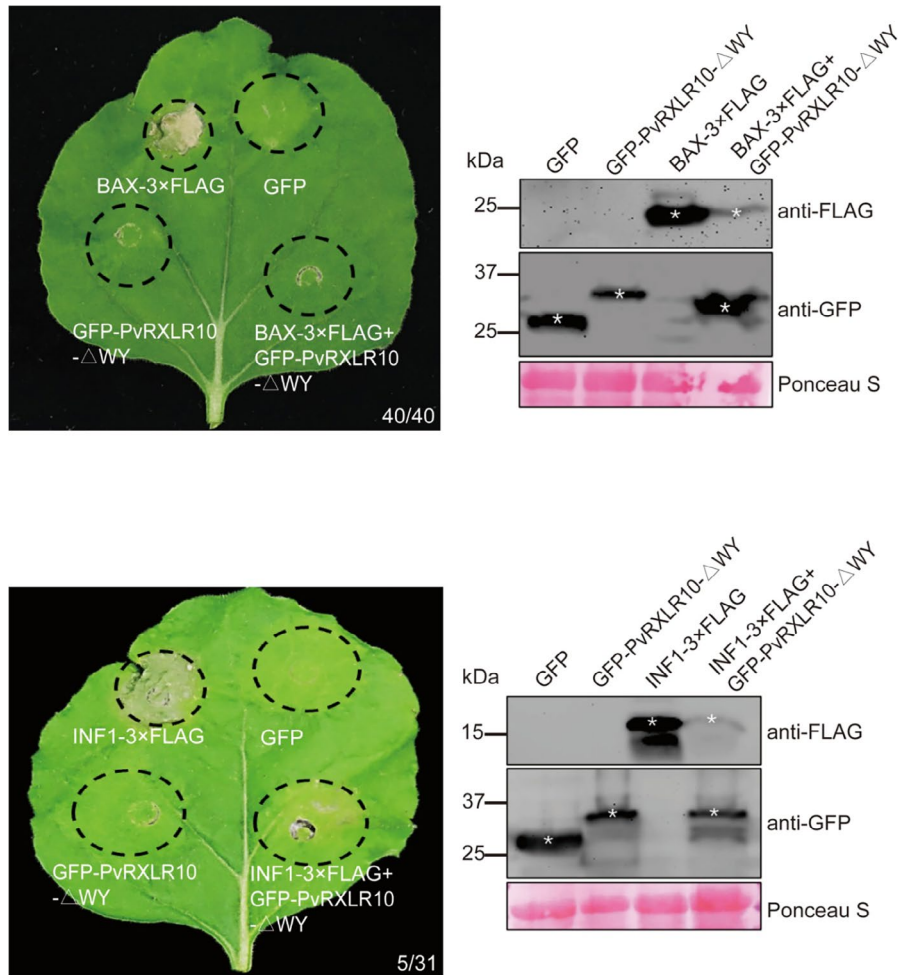 BAX-3×FLAG
GFP
GFP-PvRXLR10
-△WY
BAX-3×FLAG+
GFP-PvRXLR10
-△WY
40/40
kDa
GFP
GFP-PvRXLR10-△WY
BAX-3×FLAG
BAX-3×FLAG+
GFP-PvRXLR10-△WY
25
anti-FLAG
37
25
anti-GFP
Ponceau S
INF1-3×FLAG
GFP
GFP-PvRXLR10
-△WY
INF1-3×FLAG+
GFP-PvRXLR10
-△WY
5/31
kDa
GFP
GFP-PvRXLR10-△WY
INF1-3×FLAG
INF1-3×FLAG+
GFP-PvRXLR10-△WY
15
anti-FLAG
37
25
anti-GFP
Ponceau S